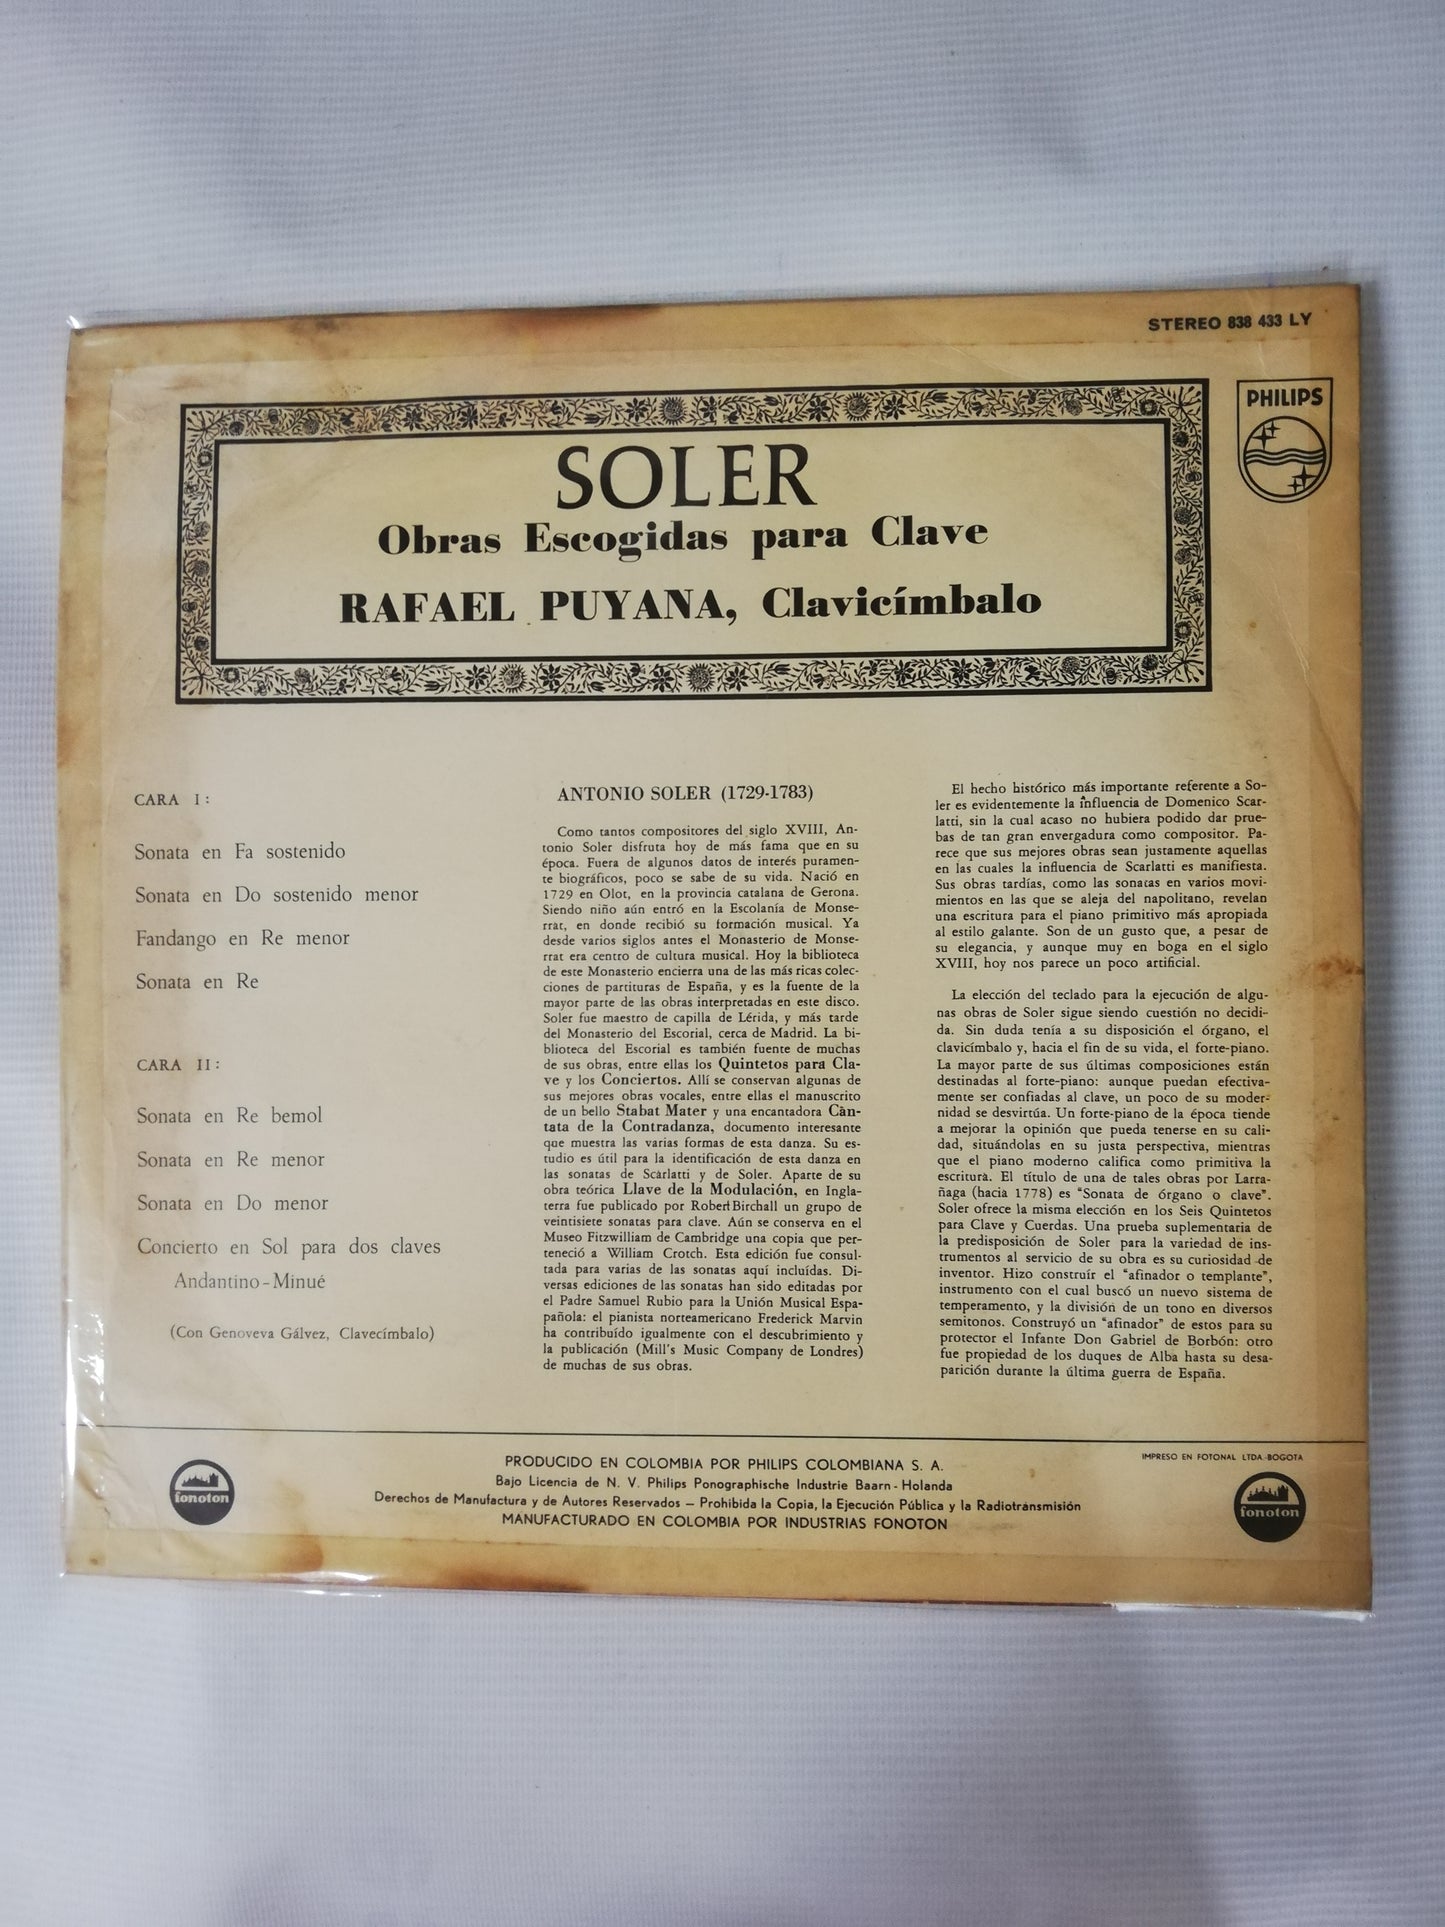 STEREO 838 433 LY
PHILIPS
SOLER
Obras Escogidas para Clave
RAFAEL PUYANA, Clavicímbalo
CARA I:
Sonata en Fa sostenido
Sonata en Do sostenido menor
Fandango en Re menor
Sonata en Re
CARA II:
Sonata en Re bemol
Sonata en Re menor
Sonata en Do menor
Concierto en Sol para dos claves
Andantino-Minué
(Con Genoveva Gálvez, Clavecímbalo)
ANTONIO SOLER (1729-1783)
Como tantos compositores del siglo XVIII, An-
tonio Soler disfruta hoy de más fama que en su
época. Fuera de algunos datos de interés puramen-
te biográficos, poco se sabe de su vida. Nació en
1729 en Olot, en la provincia catalana de Gerona.
Siendo niño aún entró en la Escolanía de Monse-
rrat, en donde recibió su formación musical. Ya
desde varios siglos antes el Monasterio de Monse-
rrat era centro de cultura musical. Hoy la biblioteca
de este Monasterio encierra una de las más ricas colec-
ciones de partituras de España, y es la fuente de la
mayor parte de las obras interpretadas en este disco.
Soler fue maestro de capilla de Lérida, y más tarde
del Monasterio del Escorial, cerca de Madrid. La bi-
blioteca del Escorial es también fuente de muchas
de sus obras, entre ellas los Quintetos para Cla-
ve y los Conciertos. Allí se conservan algunas de
sus mejores obras vocales, entre ellas el manuscrito
de un bello Stabat Mater y una encantadora Càn-
tata de la Contradanza, documento interesante
que muestra las varias formas de esta danza. Su es-
tudio es útil para la identificación de esta danza en
las sonatas de Scarlatti y de Soler. Aparte de su
obra teórica Llave de la Modulación, en Ingla-
terra fue publicado por Robert Birchall un grupo de
veintisiete sonatas para clave. Aún se conserva en el
Museo Fitzwilliam de Cambridge una copia que per-
teneció a William Crotch. Esta edición fue consul-
tada para varias de las sonatas aquí incluídas. Di-
versas ediciones de las sonatas han sido editadas por
el Padre Samuel Rubio para la Unión Musical Espa-
pañola: el pianista norteamericano Frederick Marvin
ha contribuído igualmente con el descubrimiento y
la publicación (Mill's Music Company de Londres)
de muchas de sus obras.
El hecho histórico más importante referente a So-
ler es evidentemente la influencia de Domenico Scar-
latti, sin la cual acaso no hubiera podido dar prue-
bas de tan gran envergadura como compositor. Pa-
rece que sus mejores obras sean justamente aquellas
en las cuales la influencia de Scarlatti es manifiesta.
Sus obras tardías, como las sonatas en varios movi-
mientos en las que se aleja del napolitano, revelan
una escritura para el piano primitivo más apropiada
al estilo galante. Son de un gusto que, a pesar de
su elegancia, y aunque muy en boga en el siglo
XVIII, hoy nos parece un poco artificial.
La elección del teclado para la ejecución de algu-
nas obras de Soler sigue siendo cuestión no decidi-
da. Sin duda tenía a su disposición el órgano, el
clavicímbalo y, hacia el fin de su vida, el forte-piano.
La mayor parte de sus últimas composiciones están
destinadas al forte-piano: aunque puedan efectiva-
mente ser confiadas al clave, un poco de su moder-
nidad se desvirtúa. Un forte-piano de la época tiende
a mejorar la opinión que pueda tenerse en su cali-
dad, situándolas en su justa perspectiva, mientras
que el piano moderno califica como primitiva la
escritura. El título de una de tales obras por Larra-
ñaga (hacia 1778) es "Sonata de órgano o clave".
Soler ofrece la misma elección en los Seis Quintetos
para Clave y Cuerdas. Una prueba suplementaria de
la predisposición de Soler para la variedad de ins-
trumentos al servicio de su obra es su curiosidad de
inventor. Hizo construír el "afinador o templante",
instrumento con el cual buscó un nuevo sistema de
temperamento, y la división de un tono en diversos
semitonos. Construyó un "afinador" de estos para su
protector el Infante Don Gabriel de Borbón: otro
fue propiedad de los duques de Alba hasta su desa-
parición durante la última guerra de España.
PRODUCIDO EN COLOMBIA POR PHILIPS COLOMBIANA S. A.
Bajo Licencia de N. V. Philips Ponographische Industrie Baarn - Holanda
Derechos de Manufactura y de Autores Reservados — Prohibida la Copia, la Ejecución Pública y la Radiotransmisión
MANUFACTURADO EN COLOMBIA POR INDUSTRIAS FONOTON
IMPRESO EN FOTONAL LTDA-BOGOTA
fonoton
fonoton